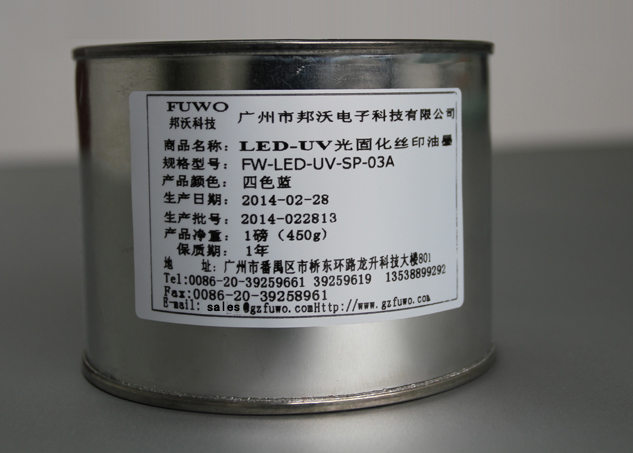 FUWO
邦沃科技
广州市邦沃电子科技有限公司
商品名称: LED-UV光固化丝印油墨
规格型号: FW-LED-UV-SP-03A
产品颜色: 四色蓝
生产日期: 2014-02-28
生产批号: 2014-022813
产品净重: 1磅（450g）
保质期: 1年
地 址: 广州市番禺区市桥东环路龙升科技大楼801
Tel:0086-20-39259661 39259619 13538899292
Fax:0086-20-39258961
E-mail: sales@gzfuwo.comHttp://www.gzfuwo.com